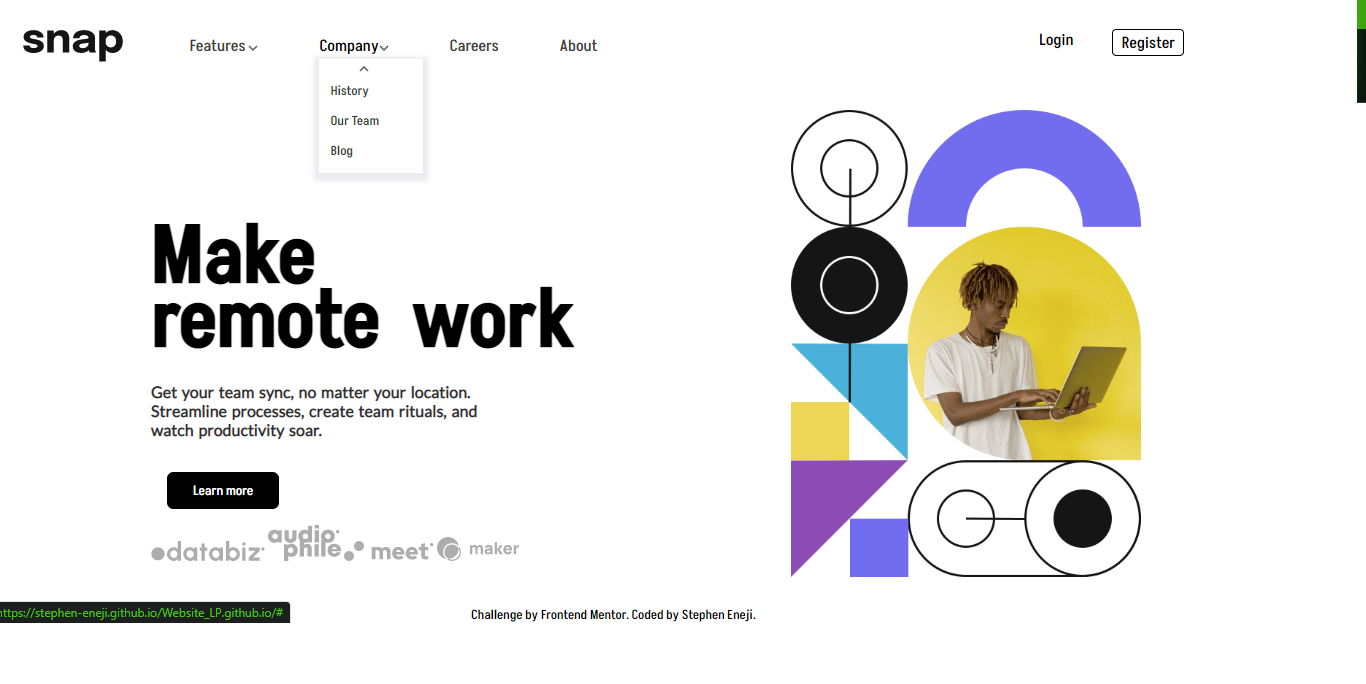 snap
Features
Company
Careers
About
Login
Register
History
Our Team
Blog
Make
remote work
Get your team sync, no matter your location.
Streamline processes, create team rituals, and
watch productivity soar.
Learn more
databiz
audiophile
meet
maker
https://stephen-eneji.github.io/Website_LP.github.io/#
Challenge by Frontend Mentor. Coded by Stephen Eneji.